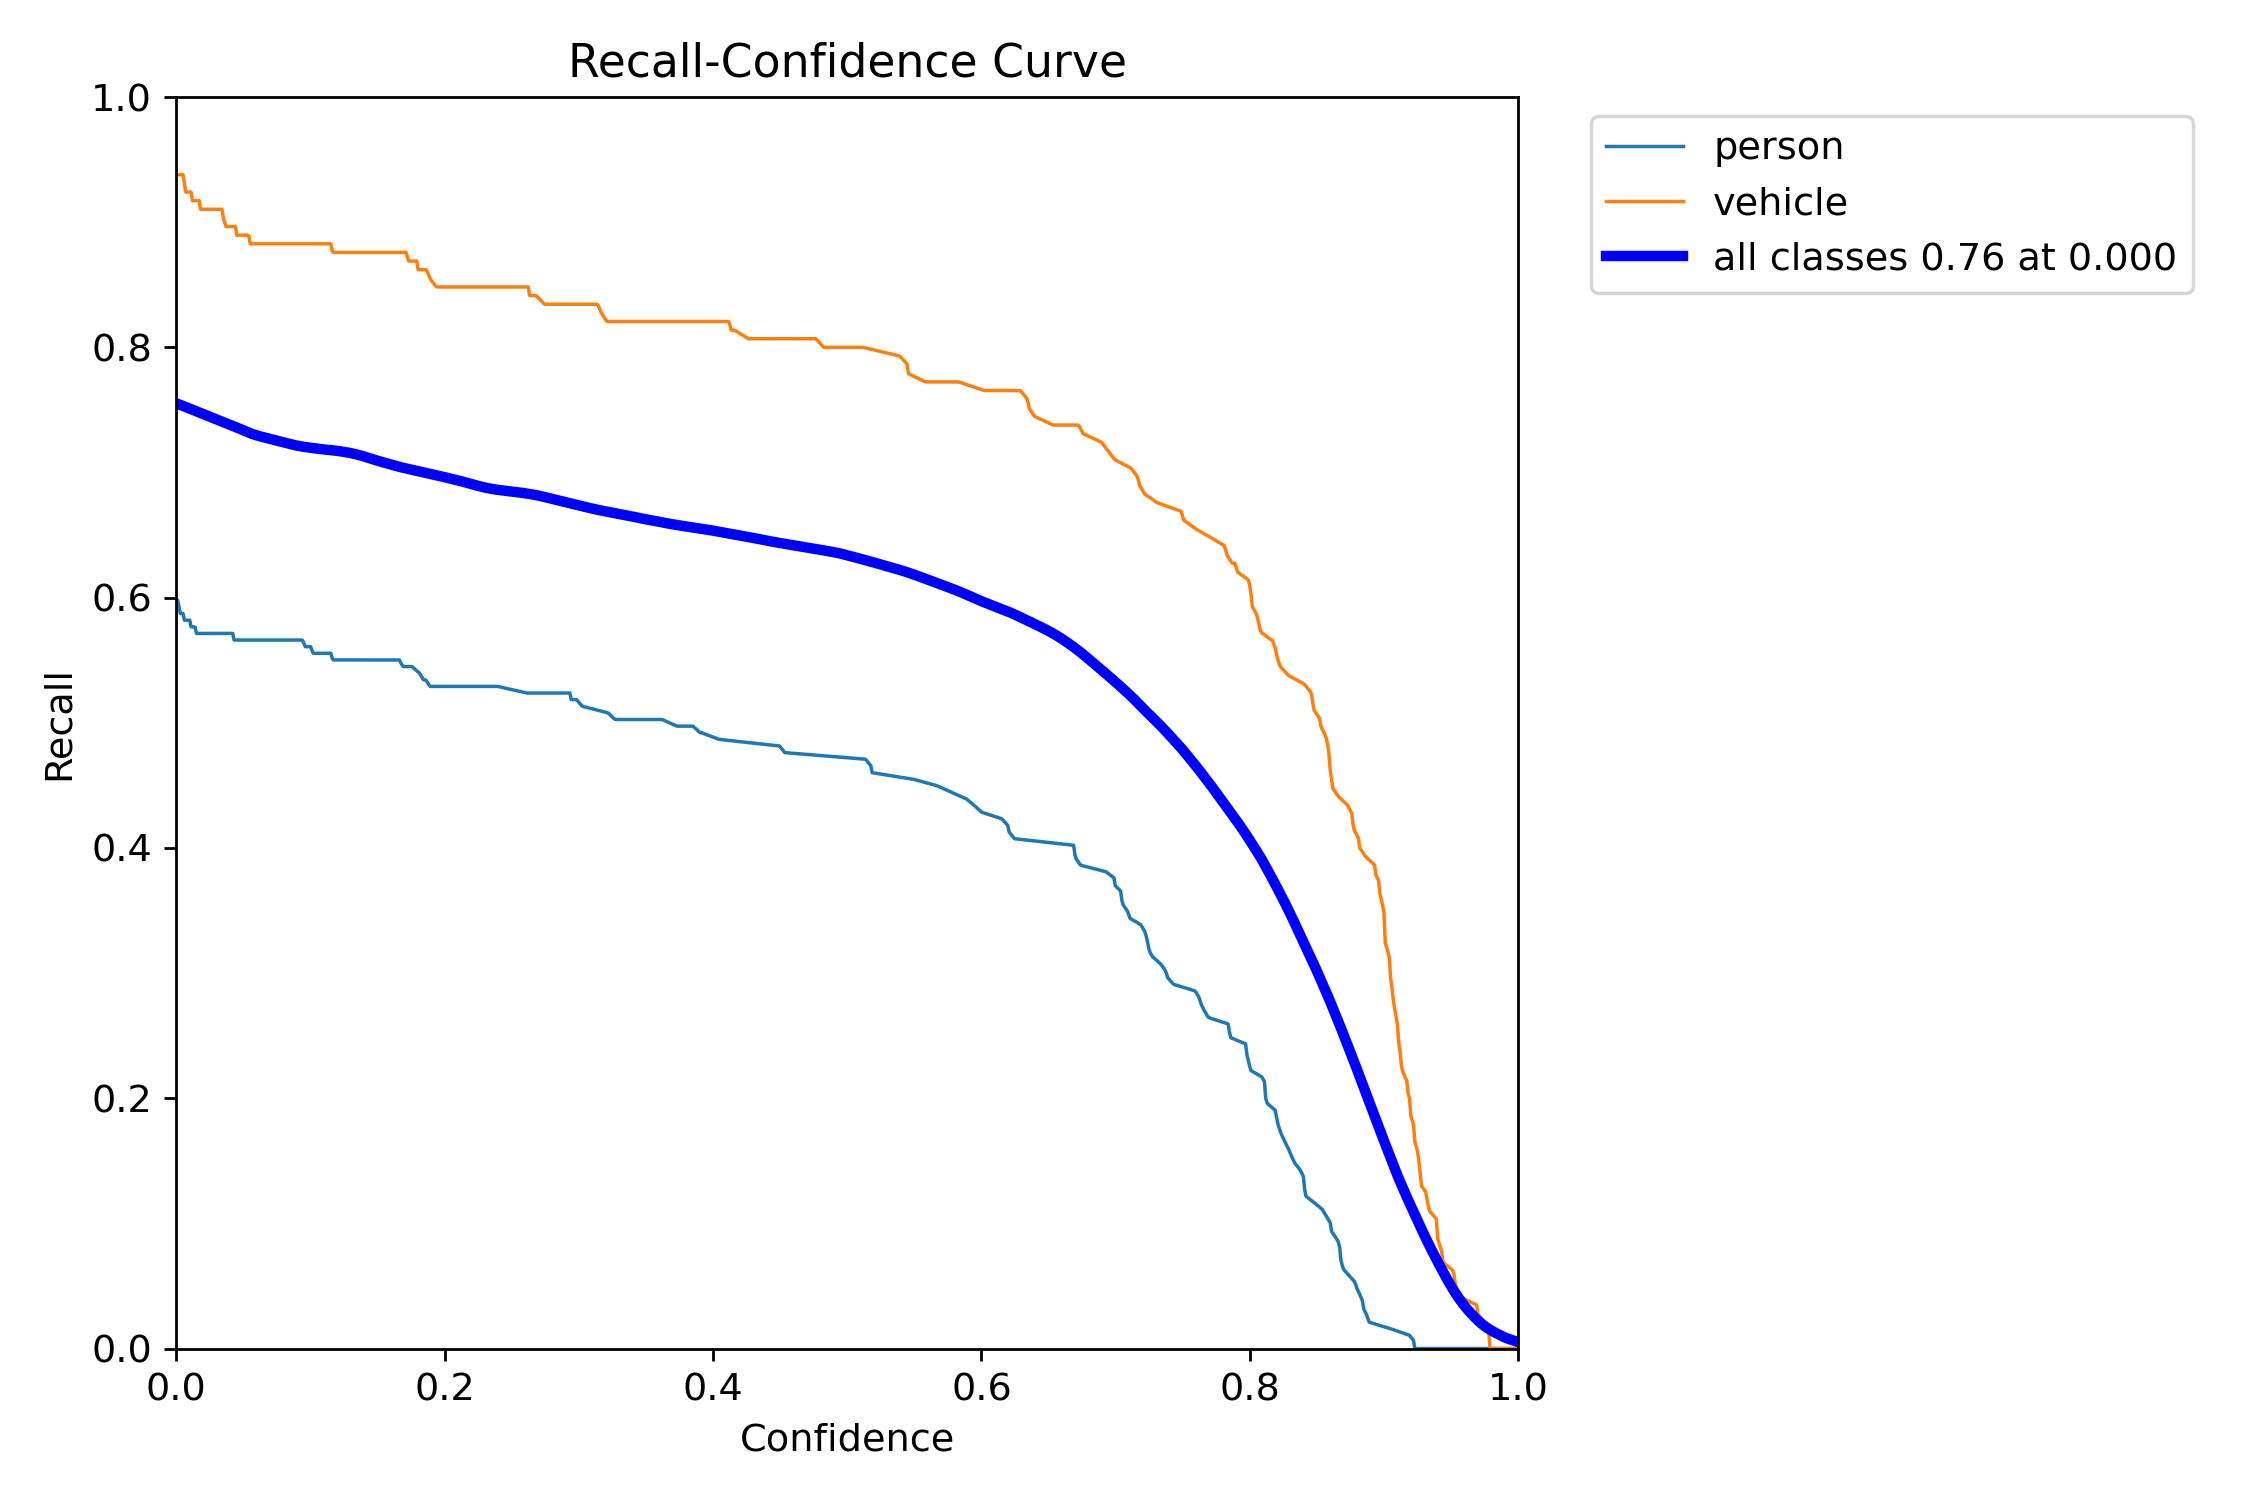 Recall-Confidence Curve
1.0
0.8
0.6
0.4
0.2
0.0
Recall
0.0 0.2 0.4 0.6 0.8 1.0
Confidence
person
vehicle
all classes 0.76 at 0.000